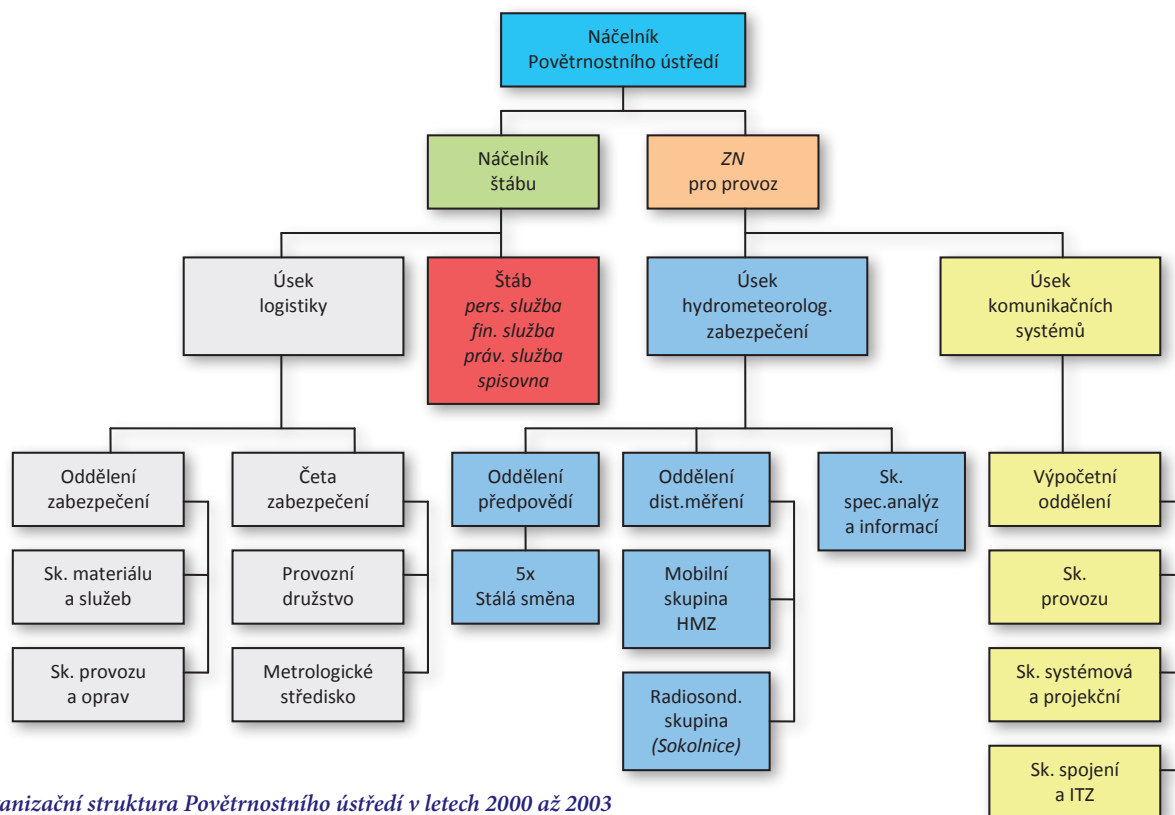 Náčelník
Povětrnostního ústředí
Náčelník
štábu
ZN
pro provoz
Úsek
logistiky
Štáb
pers. služba
fin. služba
práv. služba
spisovna
Úsek
hydrometeorolog.
zabezpečení
Úsek
komunikačních
systémů
Oddělení
zabezpečení
Četa
zabezpečení
Oddělení
předpovědí
Oddělení
dist.měření
Sk.
spec.analýz
a informací
Výpočetní
oddělení
Sk. materiálu
a služeb
Provozní
družstvo
5x
Stálá směna
Mobilní
skupina
HMZ
Sk.
provozu
Sk. provozu
a oprav
Metrologické
středisko
Radiosond.
skupina
(Sokolnice)
Sk. systémová
a projekční
Sk. spojení
a ITZ
anizační struktura Povětrnostního ústředí v letech 2000 až 2003